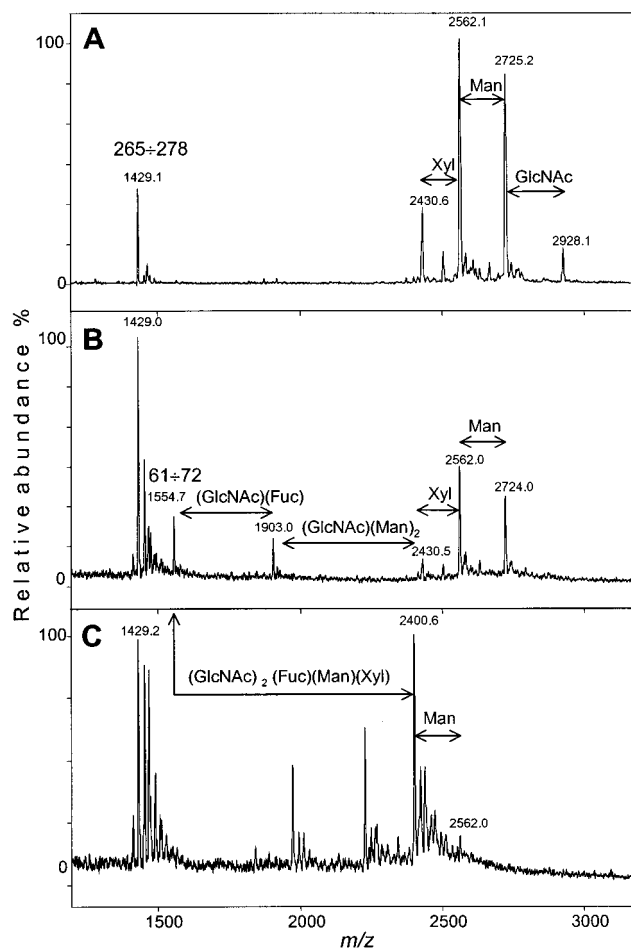 A
100
2562.1
2725.2
Man
265÷278
1429.1
Xyl
GlcNAc
2430.6
2928.1
0
Relative abundance %
B
1429.0
100
Man
61÷72
1554.7
(GlcNAc)(Fuc)
2562.0
2724.0
Xyl
1903.0
(GlcNAc)(Man)2
2430.5
0
C
1429.2
2400.6
100
(GlcNAc) 2 (Fuc)(Man)(Xyl)
Man
2562.0
0
1500
2000
2500
3000
m/z